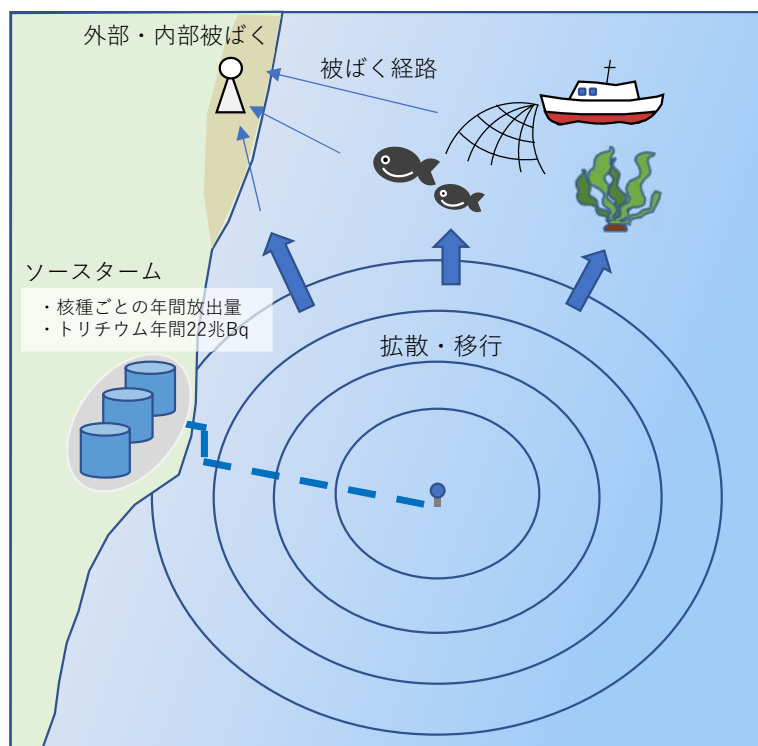 外部・内部被ばく
被ばく経路
ソースターム
・核種ごとの年間放出量
・トリチウム年間22兆Bq
拡散・移行